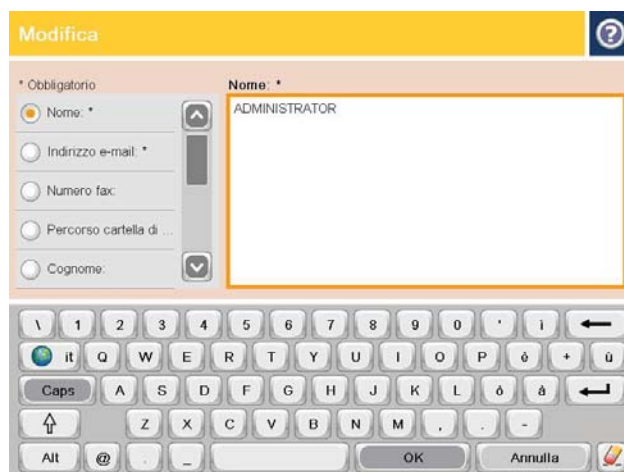 Modifica
* Obbligatorio
Nome: *
Nome: *
ADMINISTRATOR
Indirizzo e-mail: *
Numero fax:
Percorso cartella di ...
Cognome:
\ 1 2 3 4 5 6 7 8 9 0 ' ì
it Q W E R T Y U I O P è + ù
Caps A S D F G H J K L ò à
Z X C V B N M , . -
Alt @ . _ OK Annulla